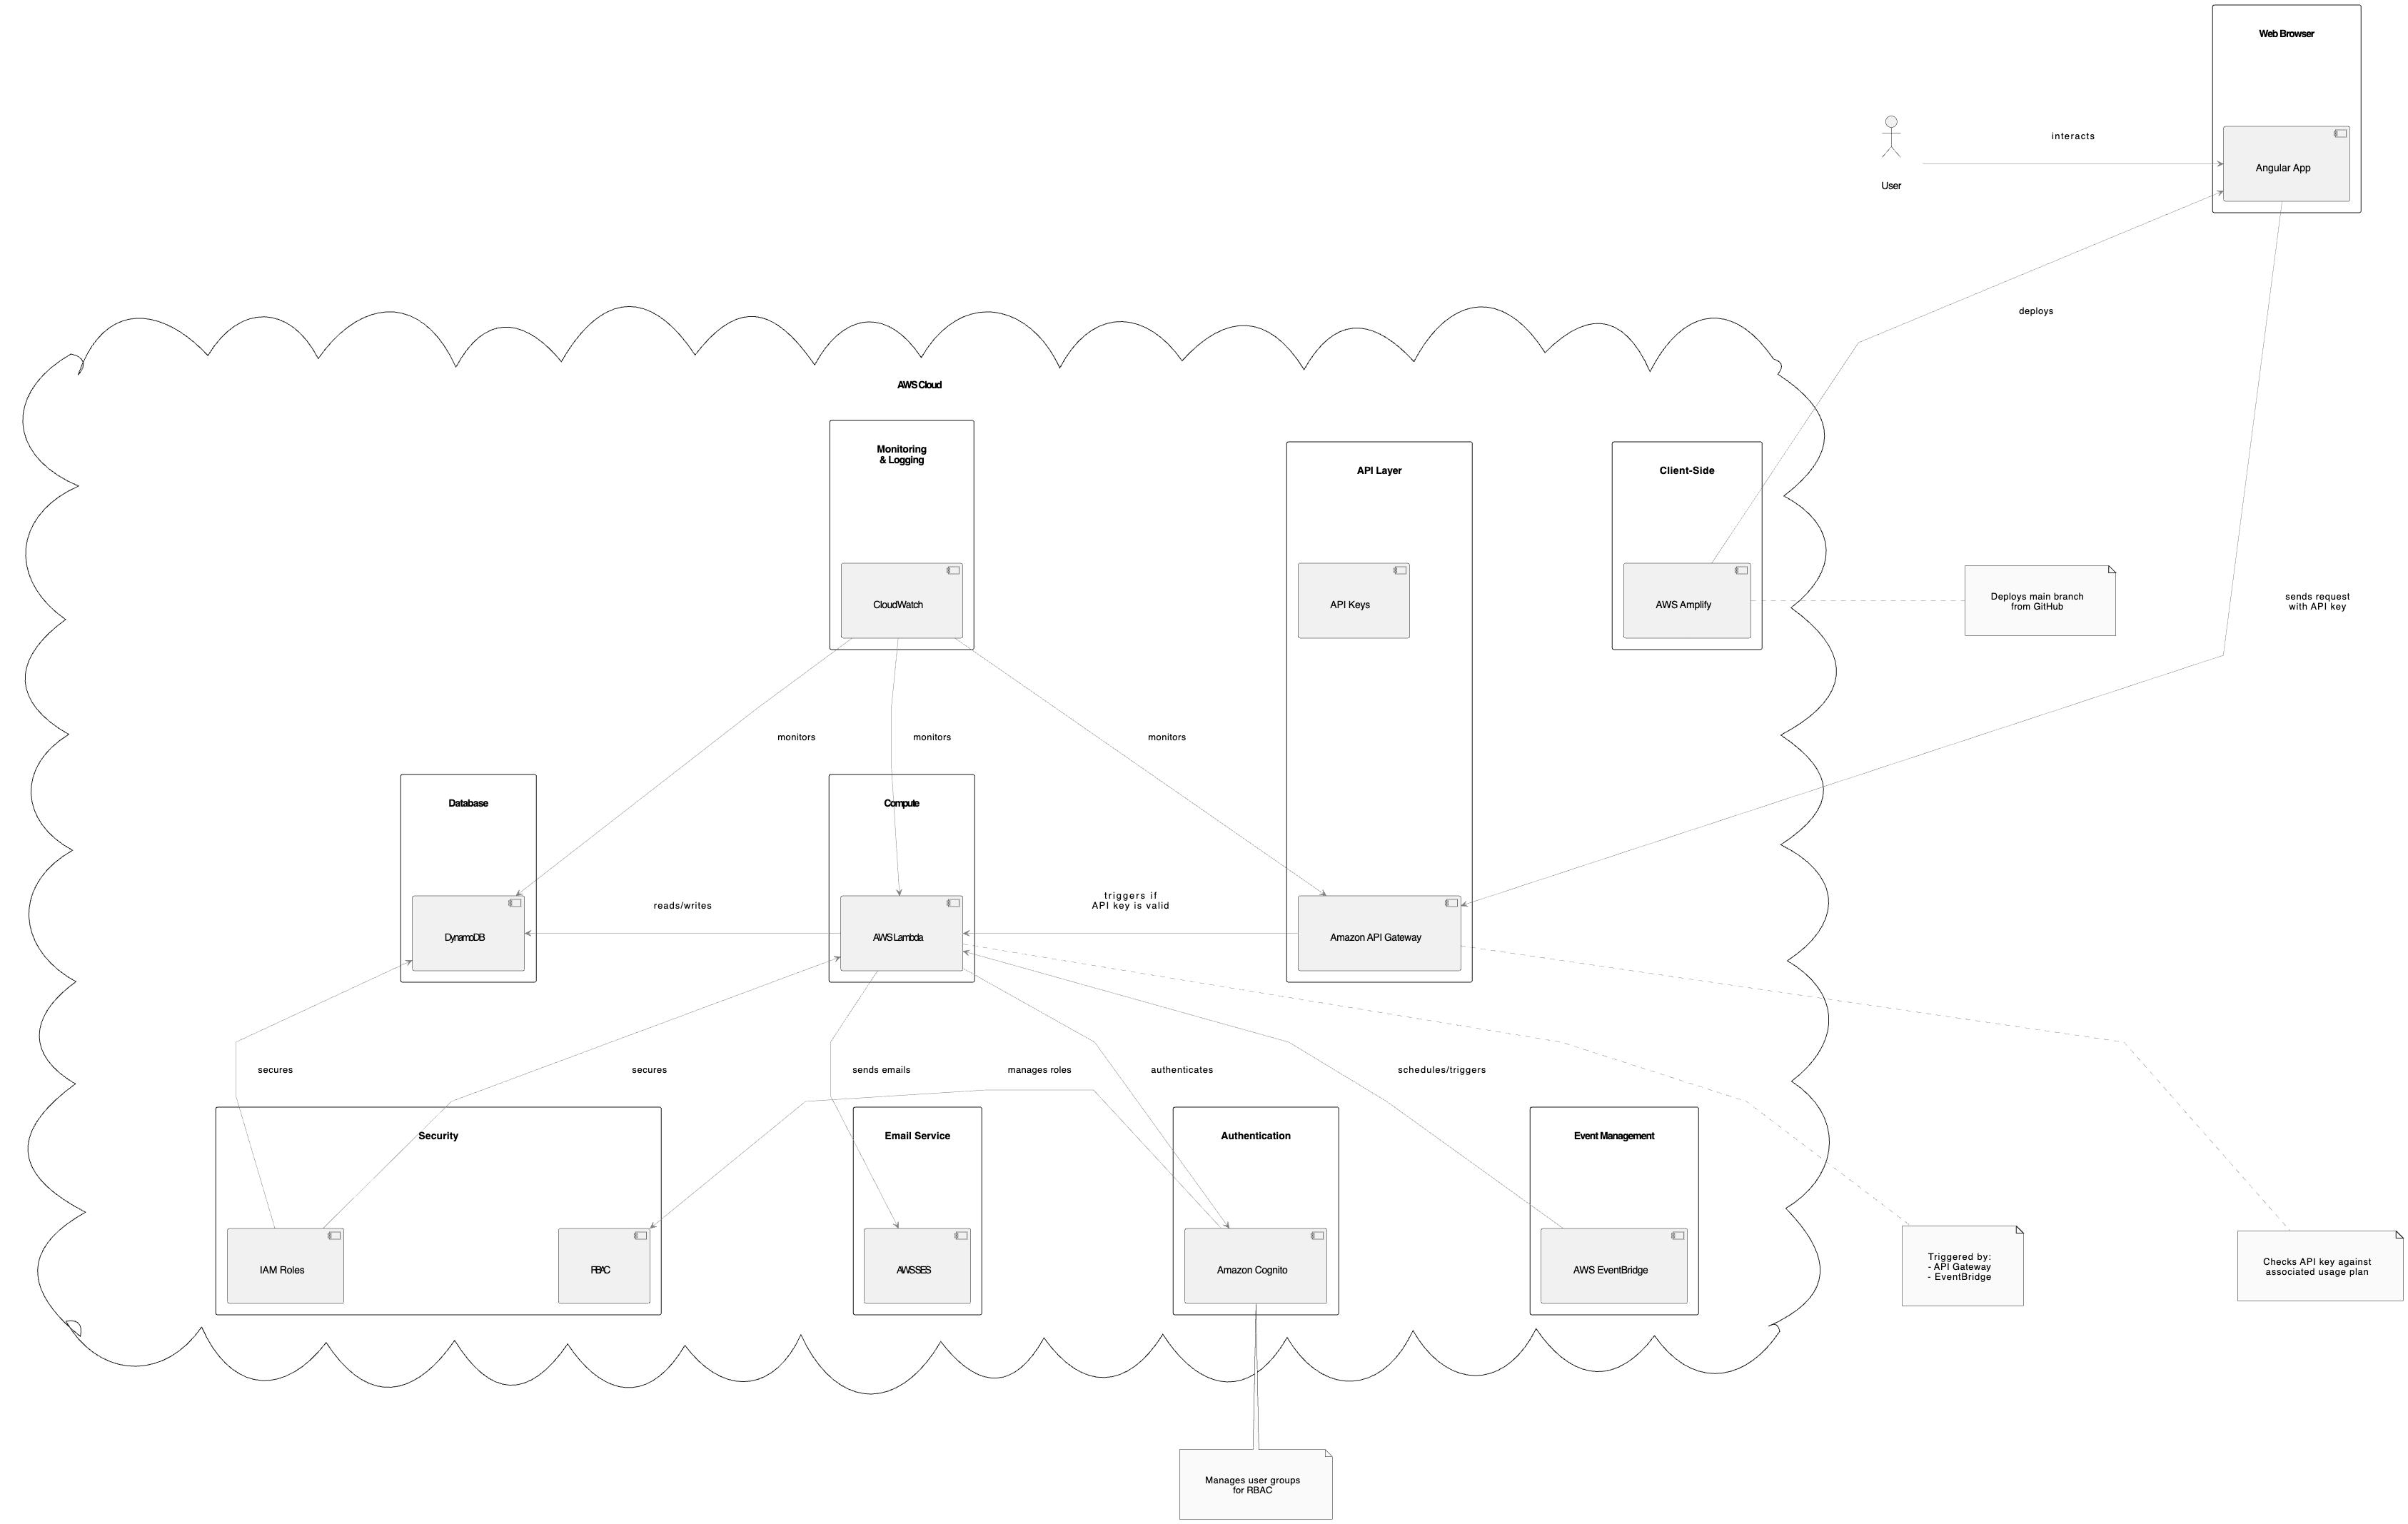 Web Browser
interacts
Angular App
User
deploys
AWS Cloud
Monitoring
& Logging
API Layer
Client-Side
CloudWatch
API Keys
AWS Amplify
Deploys main branch
from GitHub
sends request
with API key
monitors
monitors
monitors
Database
Compute
reads/writes
triggers if
API key is valid
DynamoDB
AWS Lambda
Amazon API Gateway
secures
secures
sends emails
manages roles
authenticates
schedules/triggers
Security
Email Service
Authentication
Event Management
IAM Roles
RBAC
AWS SES
Amazon Cognito
AWS EventBridge
Triggered by:
- API Gateway
- EventBridge
Checks API key against
associated usage plan
Manages user groups
for RBAC